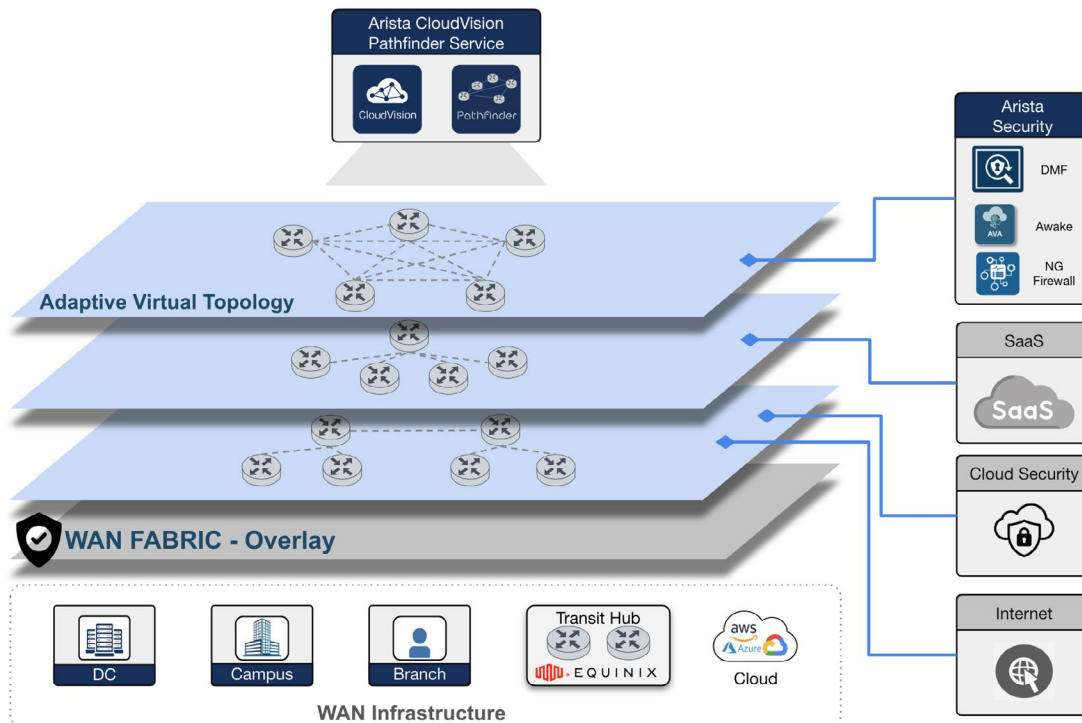 Arista CloudVision
Pathfinder Service
CloudVision
Pathfinder
Arista
Security
DMF
AVA
Awake
NG
Firewall
Adaptive Virtual Topology
SaaS
SaaS
Cloud Security
WAN FABRIC - Overlay
Internet
DC
Campus
Branch
Transit Hub
EQUINIX
aws
Azure
Cloud
WAN Infrastructure